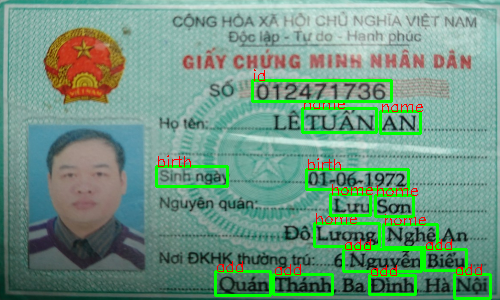 CỘNG HÒA XÃ HỘI CHỦ NGHĨA VIỆT NAM
Độc lập - Tự do - Hạnh phúc
GIẤY CHỨNG MINH NHÂN DÂN
id
SỐ 012471736
name name
Họ tên: LÊ TUẤN AN
birth birth
Sinh ngày 01-06-1972
home home
Nguyên quán: Lưu Sơn
home home
Đô Lương Nghệ An
add add
Nơi ĐKHK thường trú: 6 Nguyễn Biểu
add add add add
Quán Thánh, Ba Đình, Hà Nội
VIỆT NAM